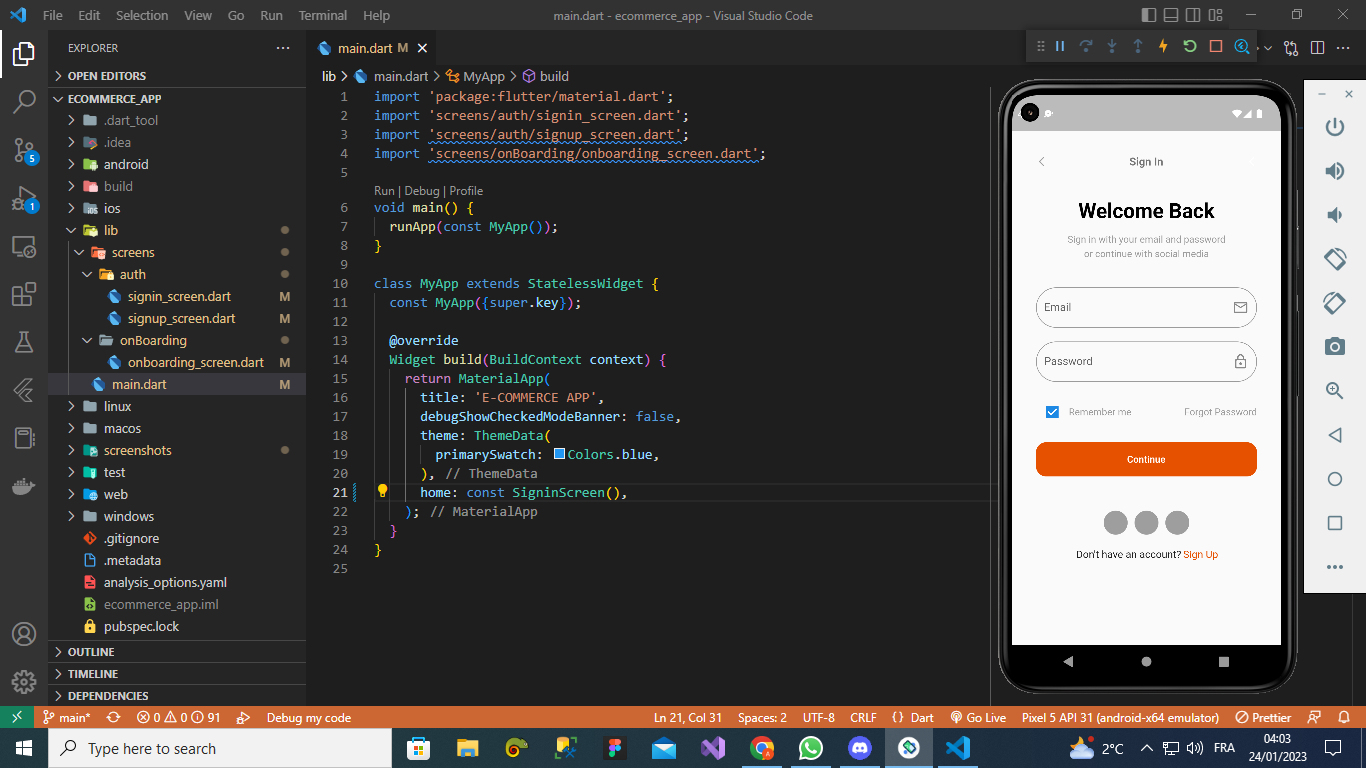 File Edit Selection View Go Run Terminal Help
main.dart - ecommerce_app - Visual Studio Code
EXPLORER
OPEN EDITORS
ECOMMERCE_APP
.dart_tool
.idea
android
build
ios
lib
screens
auth
signin_screen.dart M
signup_screen.dart M
onBoarding
onboarding_screen.dart M
main.dart M
linux
macos
screenshots
test
web
windows
.gitignore
.metadata
analysis_options.yaml
ecommerce_app.iml
pubspec.lock
OUTLINE
TIMELINE
DEPENDENCIES
5
1
main.dart M
lib > main.dart > MyApp > build
1 import 'package:flutter/material.dart';
2 import 'screens/auth/signin_screen.dart';
3 import 'screens/auth/signup_screen.dart';
4 import 'screens/onBoarding/onboarding_screen.dart';
5
Run | Debug | Profile
6 void main() {
7 runApp(const MyApp());
8 }
9
10 class MyApp extends StatelessWidget {
11 const MyApp({super.key});
12
13 @override
14 Widget build(BuildContext context) {
15 return MaterialApp(
16 title: 'E-COMMERCE APP',
17 debugShowCheckedModeBanner: false,
18 theme: ThemeData(
19 primarySwatch: Colors.blue,
20 ), // ThemeData
21 home: const SigninScreen(),
22 ); // MaterialApp
23 }
24 }
25
Sign In
Welcome Back
Sign in with your email and password
or continue with social media
Email
Password
Remember me Forgot Password
Continue
Don't have an account? Sign Up
main* 0 0 91 Debug my code
Ln 21, Col 31 Spaces: 2 UTF-8 CRLF {} Dart Go Live Pixel 5 API 31 (android-x64 emulator) Prettier
Type here to search
2°C FRA 04:03
24/01/2023